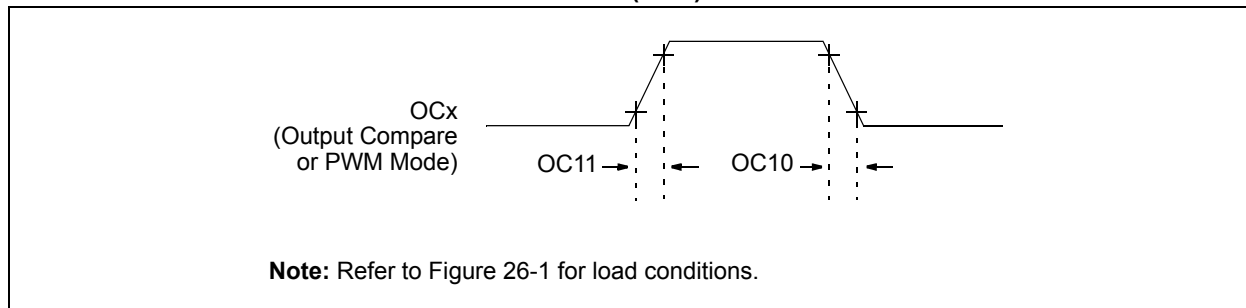 OCx
(Output Compare
or PWM Mode)
OC11
OC10
Note: Refer to Figure 26-1 for load conditions.